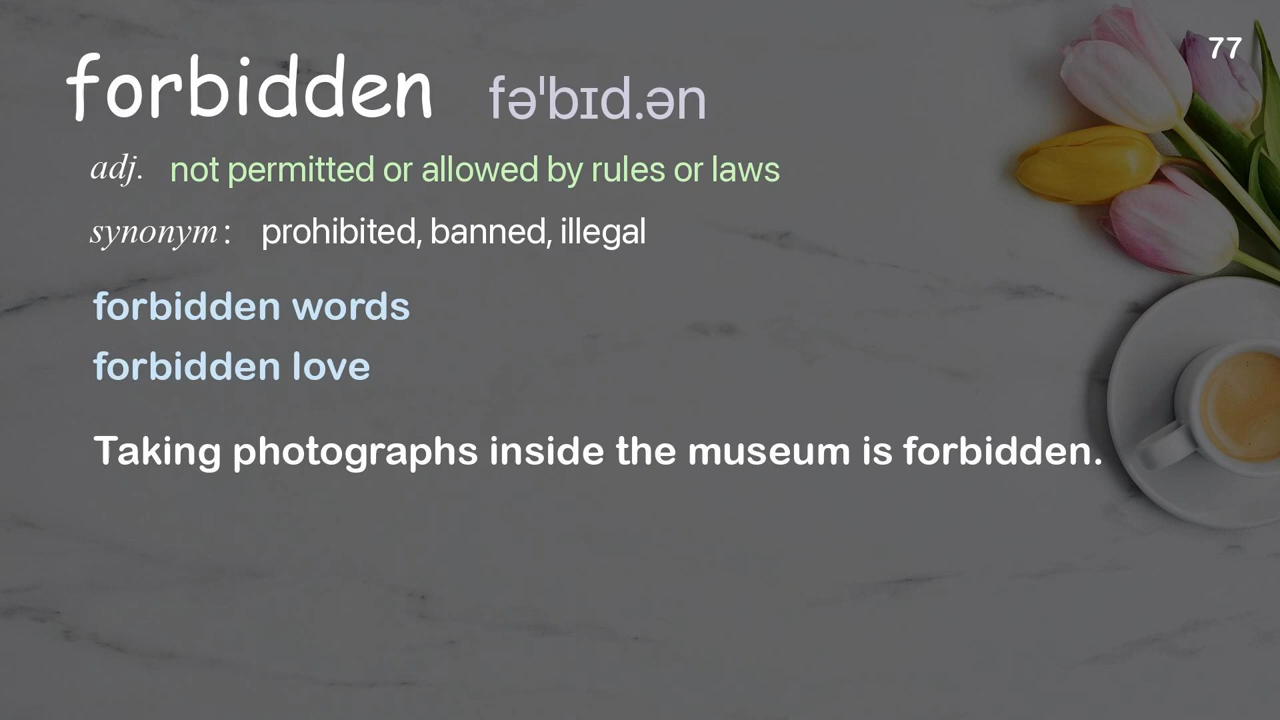 77
forbidden fəˈbɪd.ən
adj. not permitted or allowed by rules or laws
synonym: prohibited, banned, illegal
forbidden words
forbidden love
Taking photographs inside the museum is forbidden.